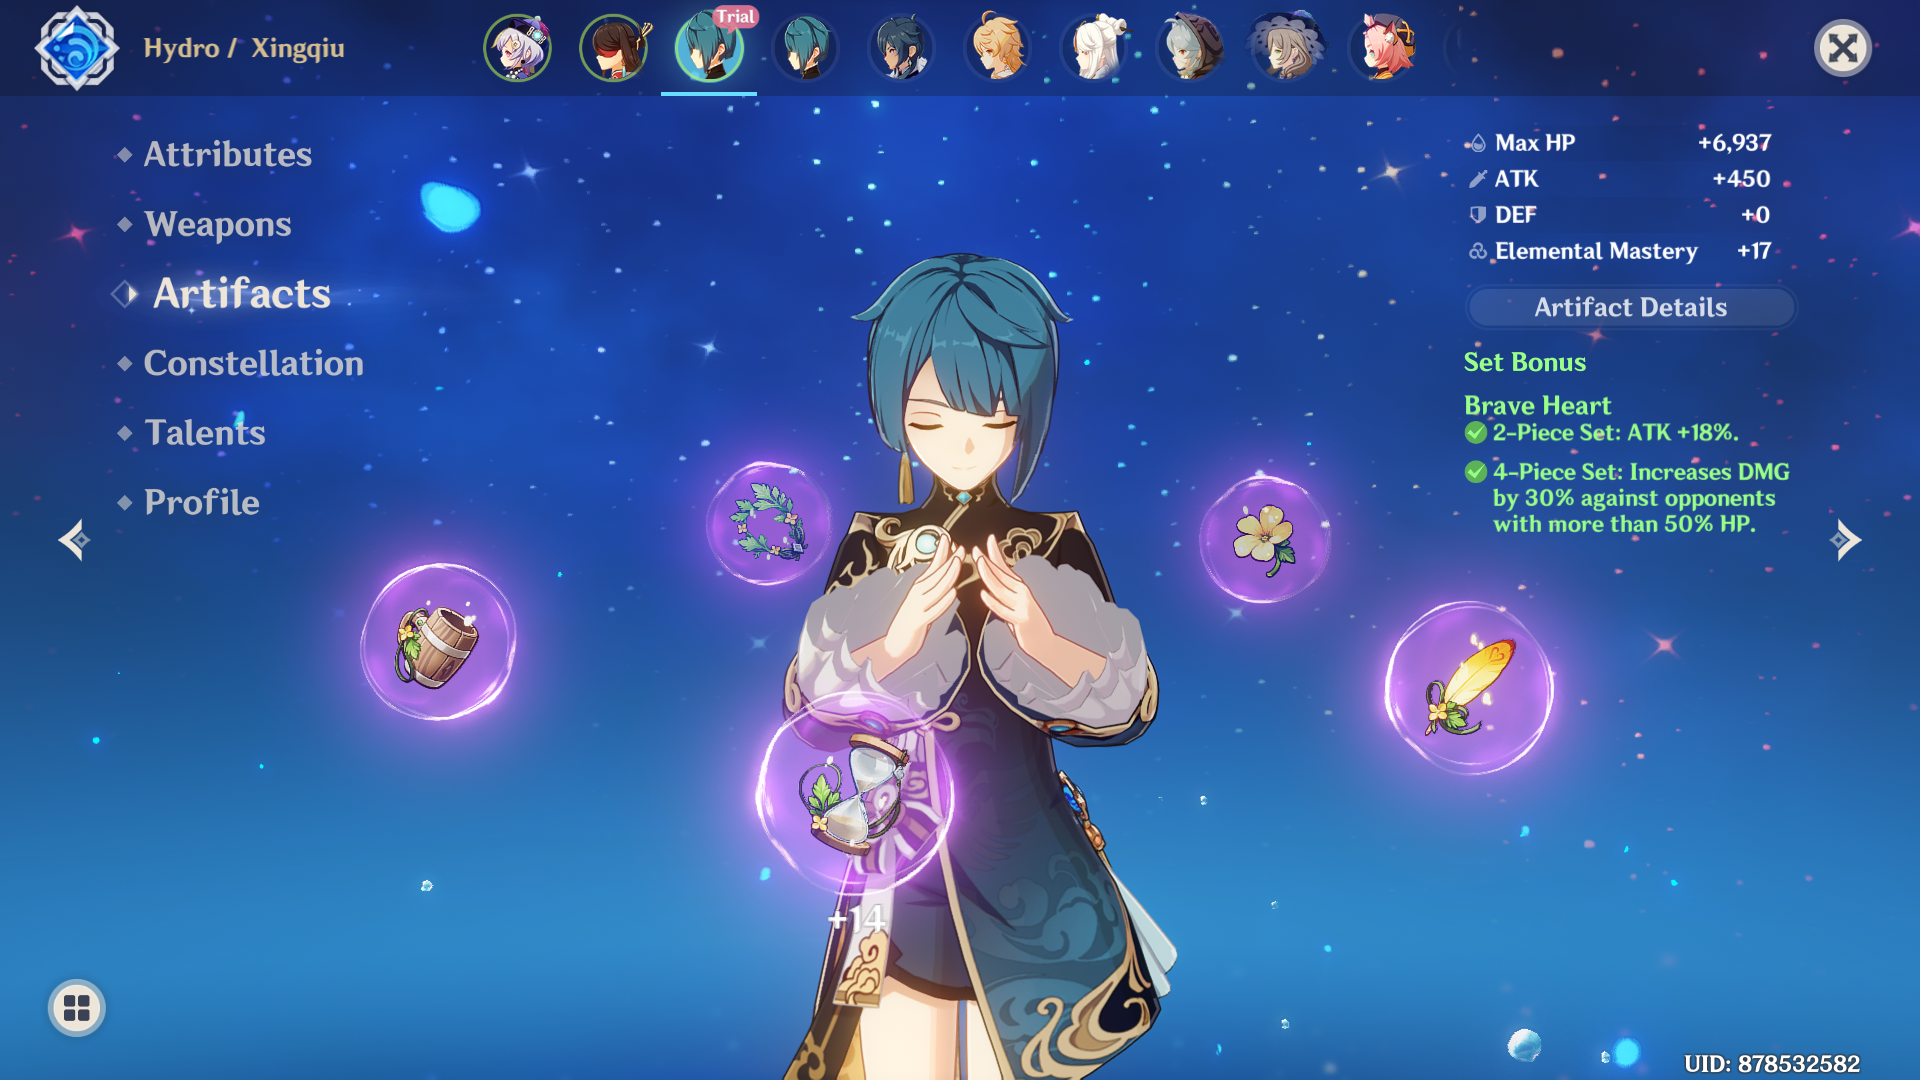 Hydro / Xingqiu
Trial
Attributes
Weapons
Artifacts
Constellation
Talents
Profile
Max HP +6,937
ATK +450
DEF +0
Elemental Mastery +17
Artifact Details
Set Bonus
Brave Heart
2-Piece Set: ATK +18%.
4-Piece Set: Increases DMG
by 30% against opponents
with more than 50% HP.
+14
UID: 878532582